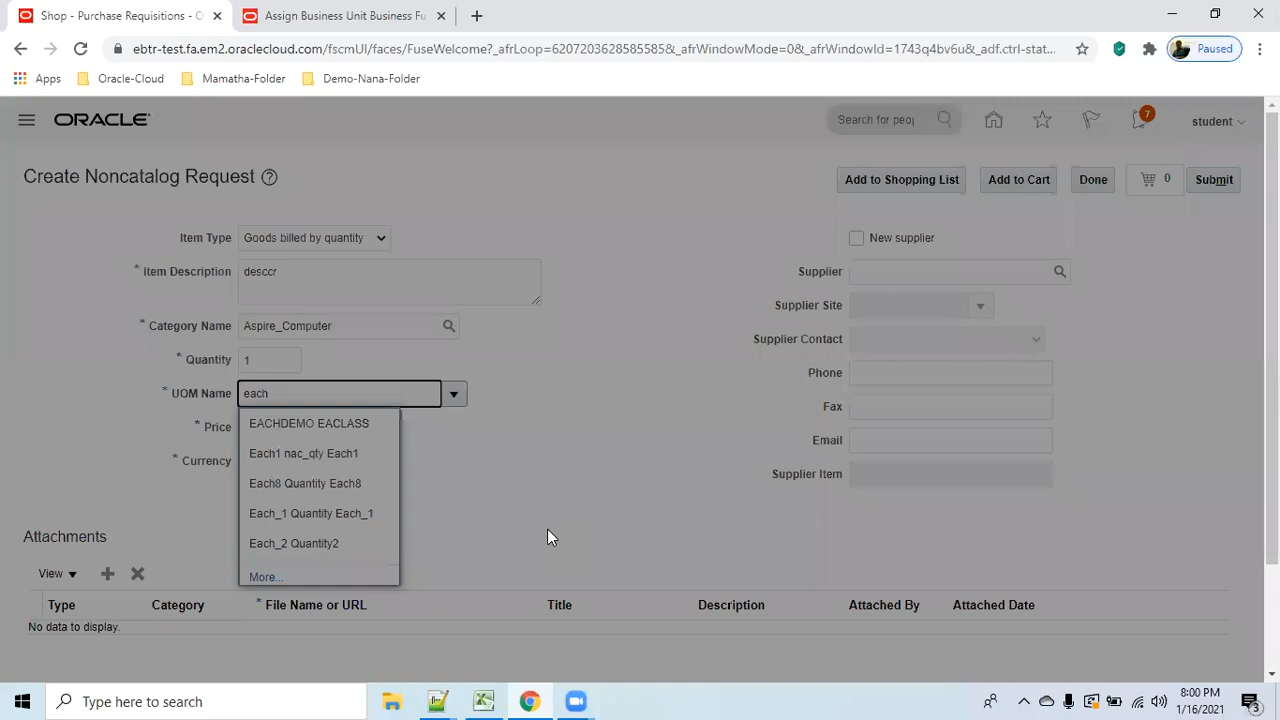 Shop - Purchase Requisitions - O
Assign Business Unit Business Fu
ebtr-test.fa.em2.oraclecloud.com/fscmUI/faces/FuseWelcome?_afrLoop=6207203628585585&_afrWindowMode=0&_afrWindowId=1743q4bv6u&_adf.ctrl-stat...
Paused
Apps
Oracle-Cloud
Mamatha-Folder
Demo-Nana-Folder
ORACLE
Search for peop
7
student
Create Noncatalog Request
Add to Shopping List
Add to Cart
Done
0
Submit
Item Type
Goods billed by quantity
New supplier
* Item Description
desccr
Supplier
Supplier Site
* Category Name
Aspire_Computer
Supplier Contact
* Quantity
1
Phone
* UOM Name
each
Fax
EACHDEMO EACLASS
* Price
Email
Each1 nac_qty Each1
* Currency
Supplier Item
Each8 Quantity Each8
Each_1 Quantity Each_1
Each_2 Quantity2
More...
Attachments
View
Type
Category
* File Name or URL
Title
Description
Attached By
Attached Date
No data to display.
Type here to search
8:00 PM
1/16/2021
3